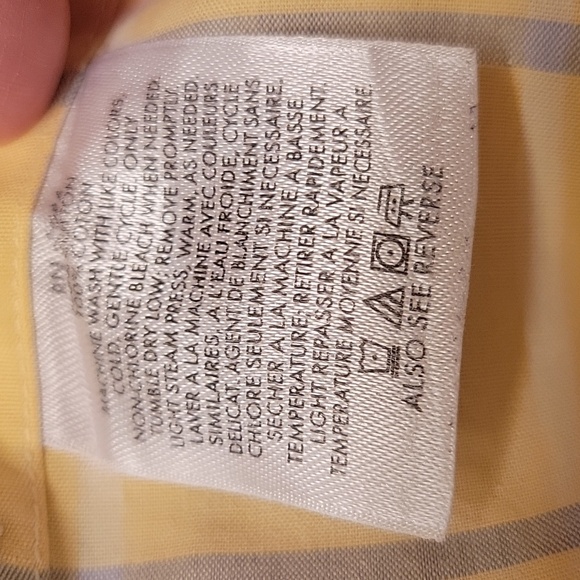 RN
100% COTTON
MACHINE WASH WITH LIKE COLOURS,
COLD, GENTLE CYCLE, ONLY
NON-CHLORINE BLEACH WHEN NEEDED.
TUMBLE DRY LOW; REMOVE PROMPTLY.
LIGHT STEAM PRESS, WARM, AS NEEDED.
LAVER A LA MACHINE AVEC COULEURS
SIMILAIRES, A L'EAU FROIDE, CYCLE
DELICAT. AGENT DE BLANCHIMENT SANS
CHLORE SEULEMENT SI NECESSAIRE.
SECHER A LA MACHINE A BASSE
TEMPERATURE; RETIRER RAPIDEMENT.
LIGHT REPASSER A LA VAPEUR A
TEMPERATURE MOYENNE SI NECESSAIRE.
ALSO SEE REVERSE